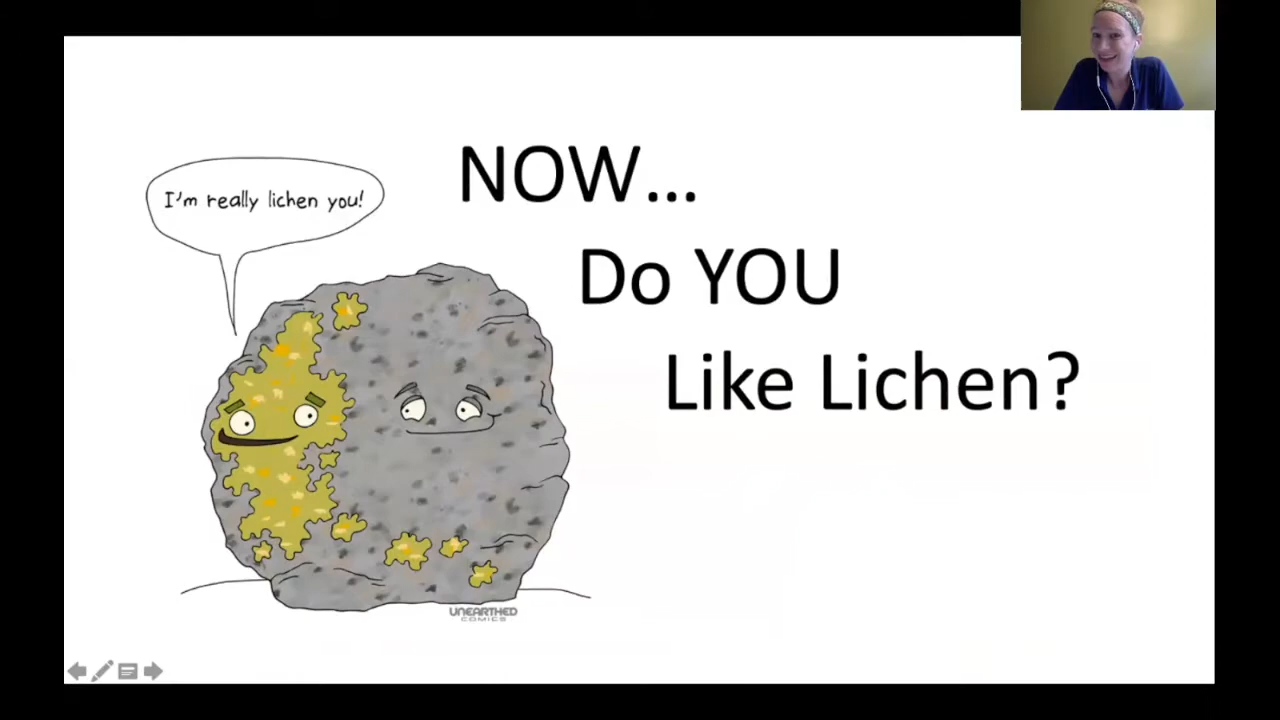 I'm really lichen you!
NOW...
Do YOU
Like Lichen?
UNEARTHED
COMICS